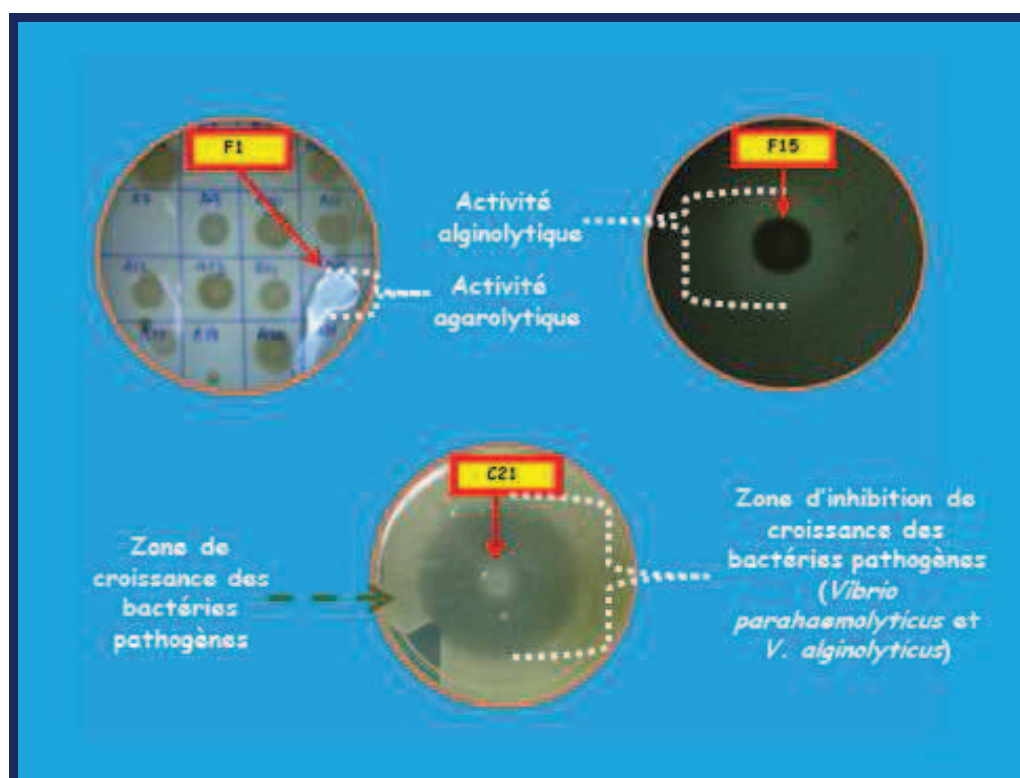 F1
F15
Activité
alginolytique
Activité
agarolytique
C21
Zone de
croissance des
bactéries
pathogènes
Zone d'inhibition de
croissance des
bactéries pathogènes
(Vibrio
parahaemolyticus et
V. alginolyticus)